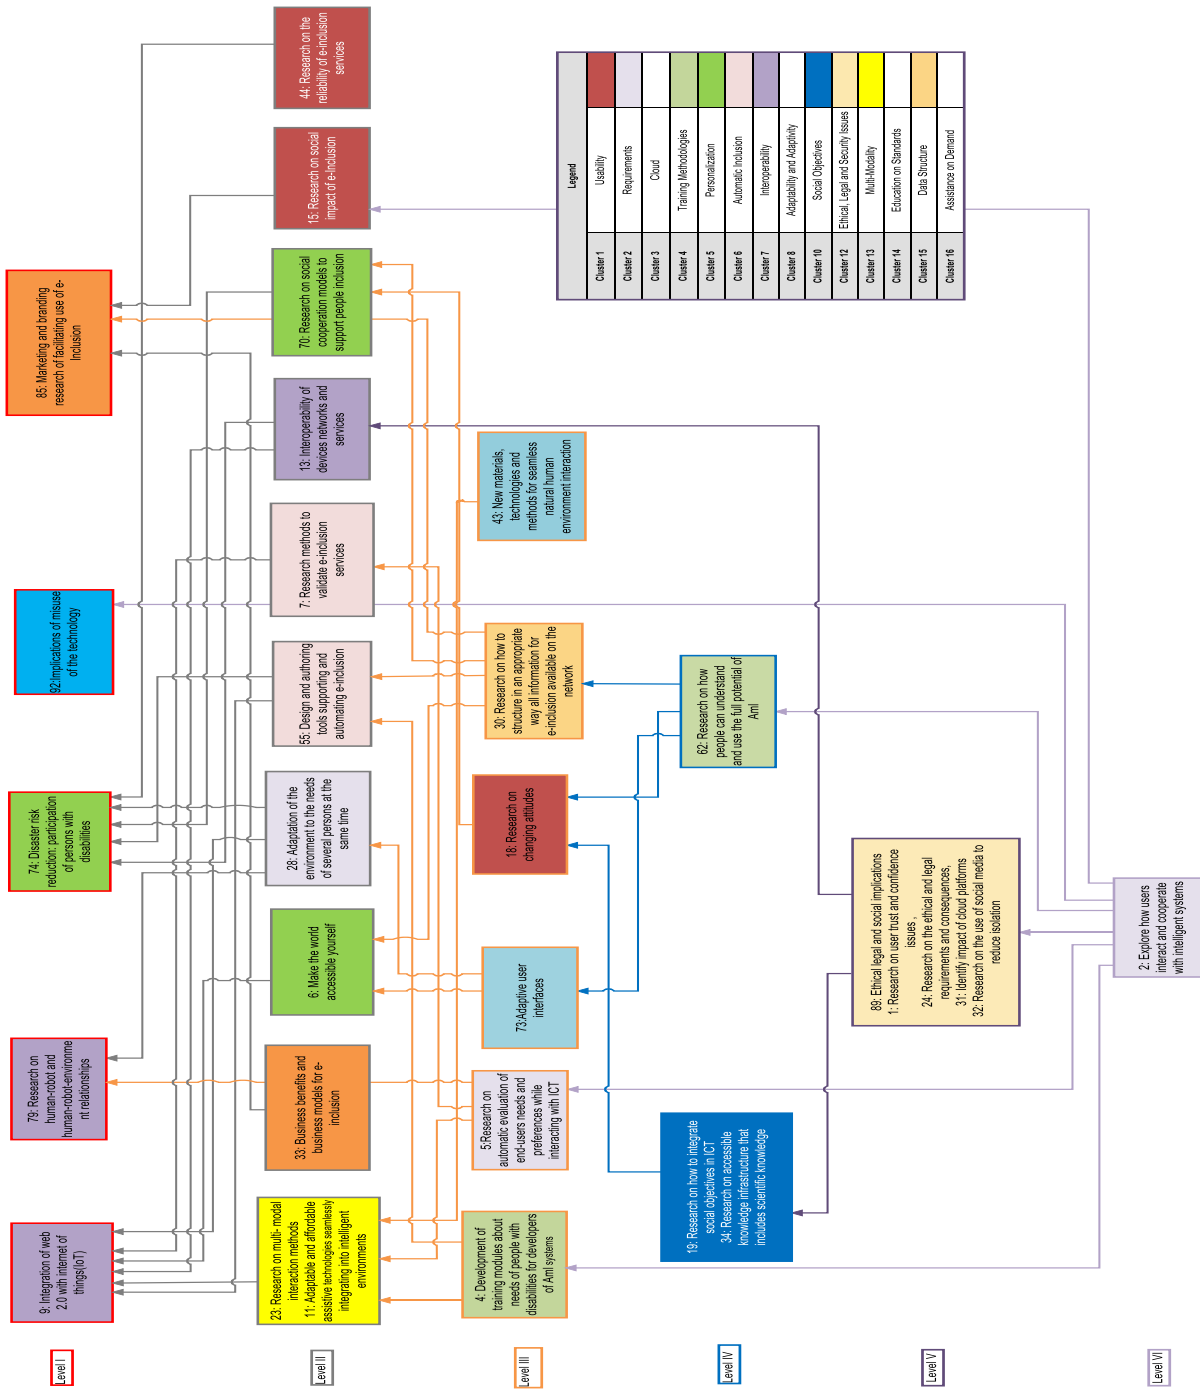 Level I
9: Integration of web
2.0 with internet of
things(IoT)
79: Research on
human-robot and
human-robot-environme
nt relationships
74: Disaster risk
reduction: participation
of persons with
disabilities
92:Implications of misuse
of the technology
85: Marketing and branding
research of facilitating use of e-
Inclusion
Level II
23: Research on multi- modal
interaction methods
11: Adaptable and affordable
assistive technologies seamlessly
integrating into intelligent
environments
33: Business benefits and
business models for e-
inclusion
6: Make the world
accessible yourself
28: Adaptation of the
environment to the needs
of several persons at the
same time
55: Design and authoring
tools supporting and
automating e-inclusion
7: Research methods to
validate e-inclusion
services
13: Interoperability of
devices networks and
services
70: Research on social
cooperation models to
support people inclusion
15: Research on social
impact of e-Inclusion
44: Research on the
reliability of e-inclusion
services
Level III
4: Development of
training modules about
needs of people with
disabilities for developers
of AmI systems
5:Research on
automatic evaluation of
end-users needs and
preferences while
interacting with ICT
73:Adaptive user
interfaces
18: Research on
changing attitudes
30: Research on how to
structure in an appropriate
way all information for
e-inclusion available on the
network
43: New materials,
technologies and
methods for seamless
natural human
environment interaction
Level IV
19: Research on how to integrate
social objectives in ICT
34: Research on accessible
knowledge infrastructure that
includes scientific knowledge
62: Research on how
people can understand
and use the full potential of
AmI
Level V
89: Ethical legal and social implications
1: Research on user trust and confidence
issues ,
24: Research on the ethical and legal
requirements and consequences,
31: Identify impact of cloud platforms
32: Research on the use of social media to
reduce isolation
Level VI
2: Explore how users
interact and cooperate
with intelligent systems
Legend
Cluster 1 Usability
Cluster 2 Requirements
Cluster 3 Cloud
Cluster 4 Training Methodologies
Cluster 5 Personalization
Cluster 6 Automatic Inclusion
Cluster 7 Interoperability
Cluster 8 Adaptability and Adaptivity
Cluster 10 Social Objectives
Cluster 12 Ethical, Legal and Security Issues
Cluster 13 Multi-Modality
Cluster 14 Education on Standards
Cluster 15 Data Structure
Cluster 16 Assistance on Demand